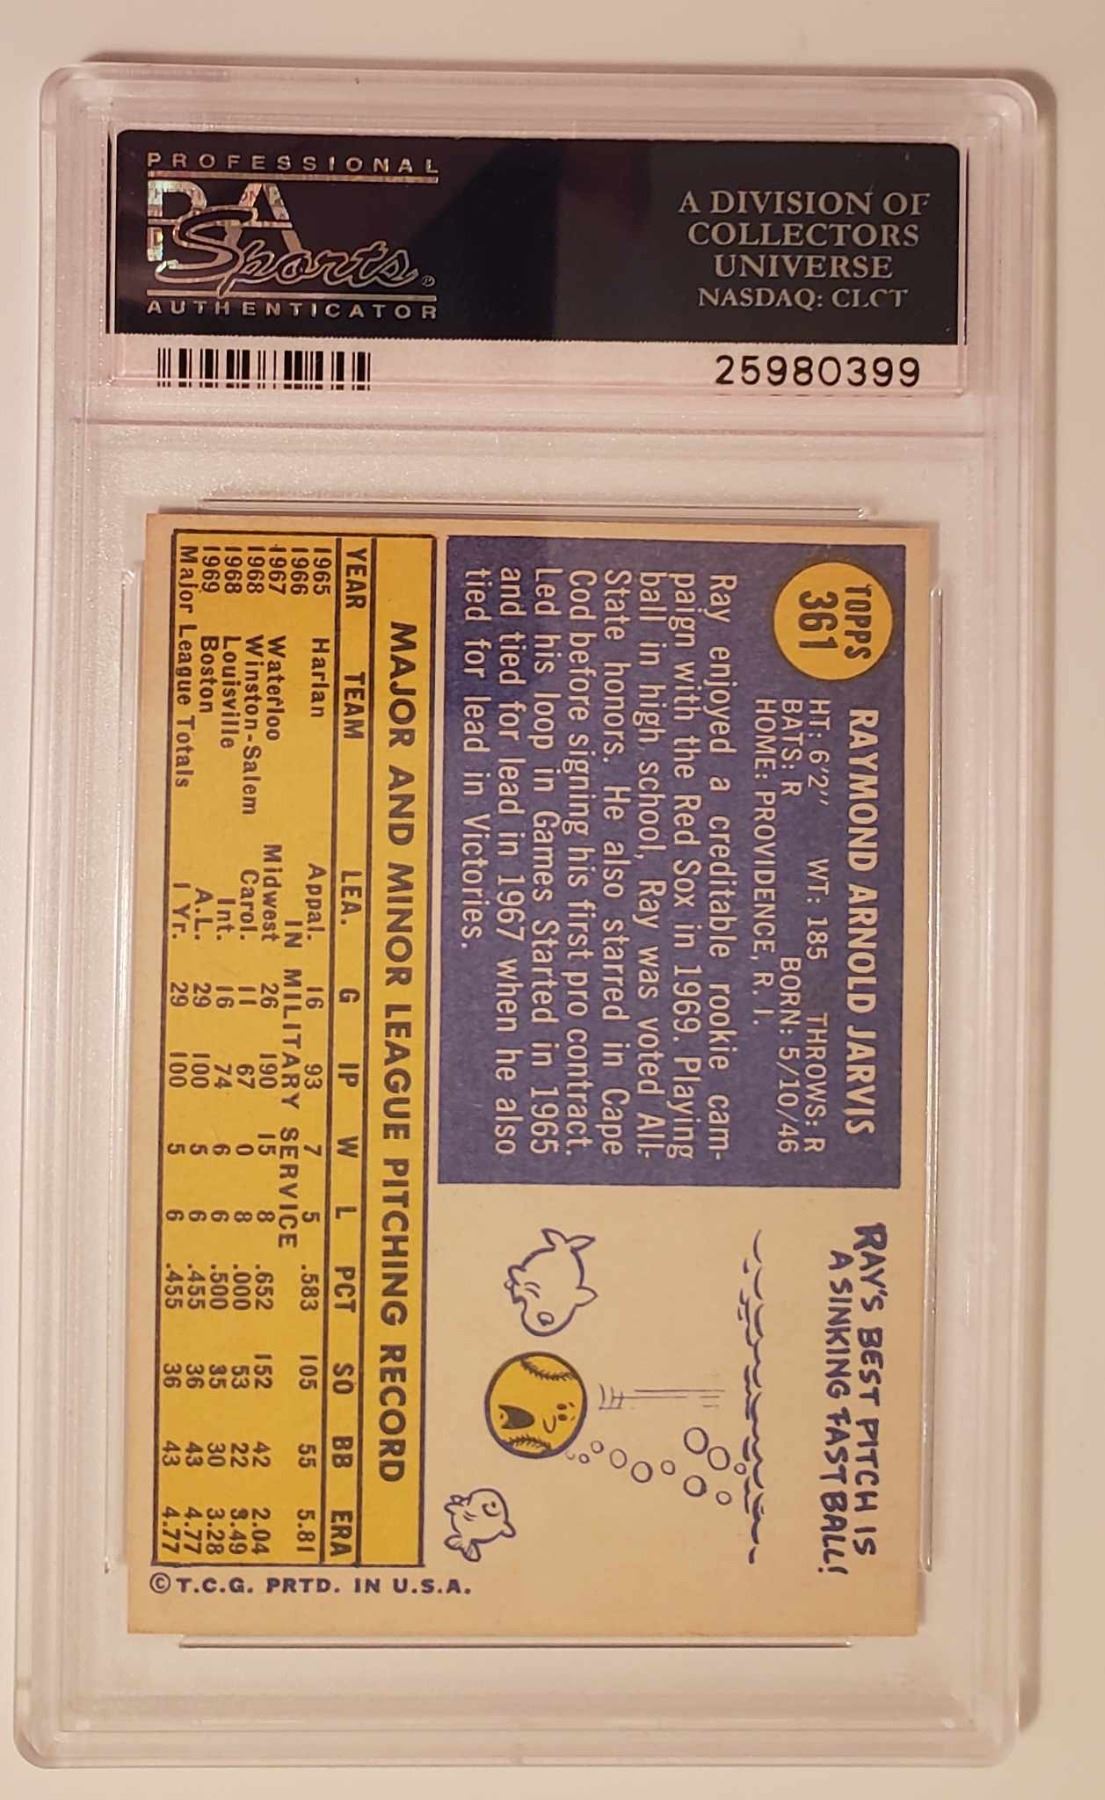 PROFESSIONAL
PSA
Sports®
AUTHENTICATOR
A DIVISION OF
COLLECTORS
UNIVERSE
NASDAQ: CLCT
25980399
TOPPS
361
RAYMOND ARNOLD JARVIS
HT: 6'2" WT: 185 THROWS: R
BATS: R BORN: 5/10/46
HOME: PROVIDENCE, R. I.
Ray enjoyed a creditable rookie cam-
paign with the Red Sox in 1969. Playing
ball in high school, Ray was voted All-
State honors. He also starred in Cape
Cod before signing his first pro contract.
Led his loop in Games Started in 1965
and tied for lead in 1967 when he also
tied for lead in Victories.
RAY'S BEST PITCH IS
A SINKING FASTBALL!
MAJOR AND MINOR LEAGUE PITCHING RECORD
YEAR TEAM LEA. G IP W L PCT SO BB ERA
1965 Harlan Appal. 16 93 7 5 .583 105 55 5.81
1966 IN MILITARY SERVICE
1967 Waterloo Midwest 26 190 15 8 .652 152 42 2.04
1968 Winston-Salem Carol. 11 67 0 8 .000 53 22 3.49
1968 Louisville Int. 16 74 6 6 .500 35 30 3.28
1969 Boston A.L. 29 100 5 6 .455 36 43 4.77
Major League Totals 1 Yr. 29 100 5 6 .455 36 43 4.77
© T.C.G. PRTD. IN U.S.A.